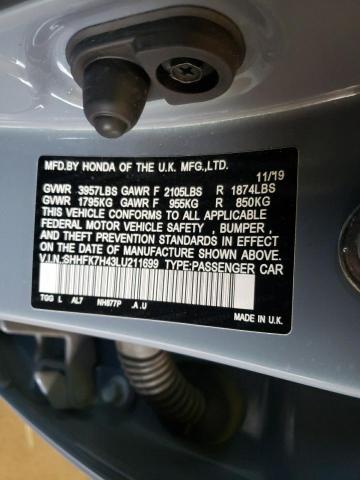 MFD.BY HONDA OF THE U.K. MFG.,LTD.
11/19
GVWR 3957LBS GAWR F 2105LBS R 1874LBS
GVWR 1795KG GAWR F 955KG R 850KG
THIS VEHICLE CONFORMS TO ALL APPLICABLE
FEDERAL MOTOR VEHICLE SAFETY , BUMPER ,
AND THEFT PREVENTION STANDARDS IN EFFECT
ON THE DATE OF MANUFACTURE SHOWN ABOVE.
V.I.N.:SHHFK7H43LU211699 TYPE:PASSENGER CAR
TGG L AL7 NH877P .A .U
MADE IN U.K.